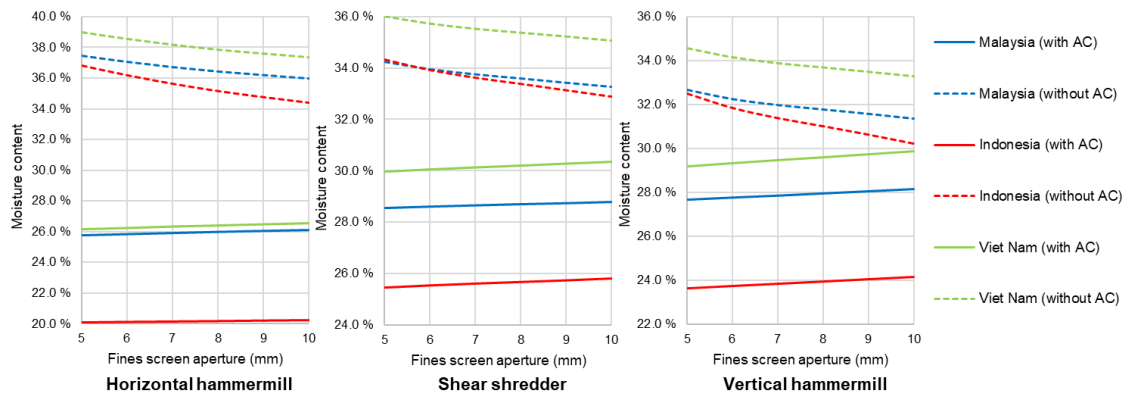 Moisture content
40.0 %
38.0 %
36.0 %
34.0 %
32.0 %
30.0 %
28.0 %
26.0 %
24.0 %
22.0 %
20.0 %
5 6 7 8 9 10
Fines screen aperture (mm)
Horizontal hammermill
Moisture content
36.0 %
34.0 %
32.0 %
30.0 %
28.0 %
26.0 %
24.0 %
5 6 7 8 9 10
Fines screen aperture (mm)
Shear shredder
Moisture content
36.0 %
34.0 %
32.0 %
30.0 %
28.0 %
26.0 %
24.0 %
22.0 %
5 6 7 8 9 10
Fines screen aperture (mm)
Vertical hammermill
Malaysia (with AC)
Malaysia (without AC)
Indonesia (with AC)
Indonesia (without AC)
Viet Nam (with AC)
Viet Nam (without AC)